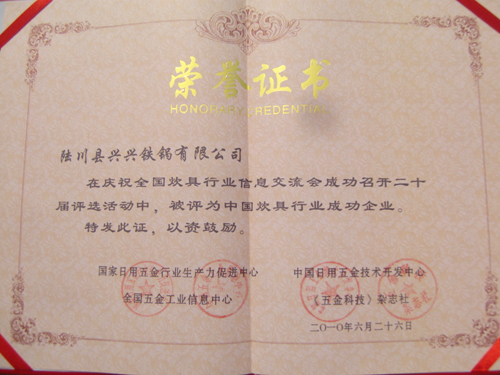 荣誉证书
HONORARY CREDENTIAL
陆川县兴兴铁锅有限公司
在庆祝全国炊具行业信息交流会成功召开二十
届评选活动中，被评为中国炊具行业成功企业。
特发此证，以资鼓励。
国家日用五金行业生产力促进中心
中国日用五金技术开发中心
全国五金工业信息中心
《五金科技》杂志社
二〇一〇年六月二十六日